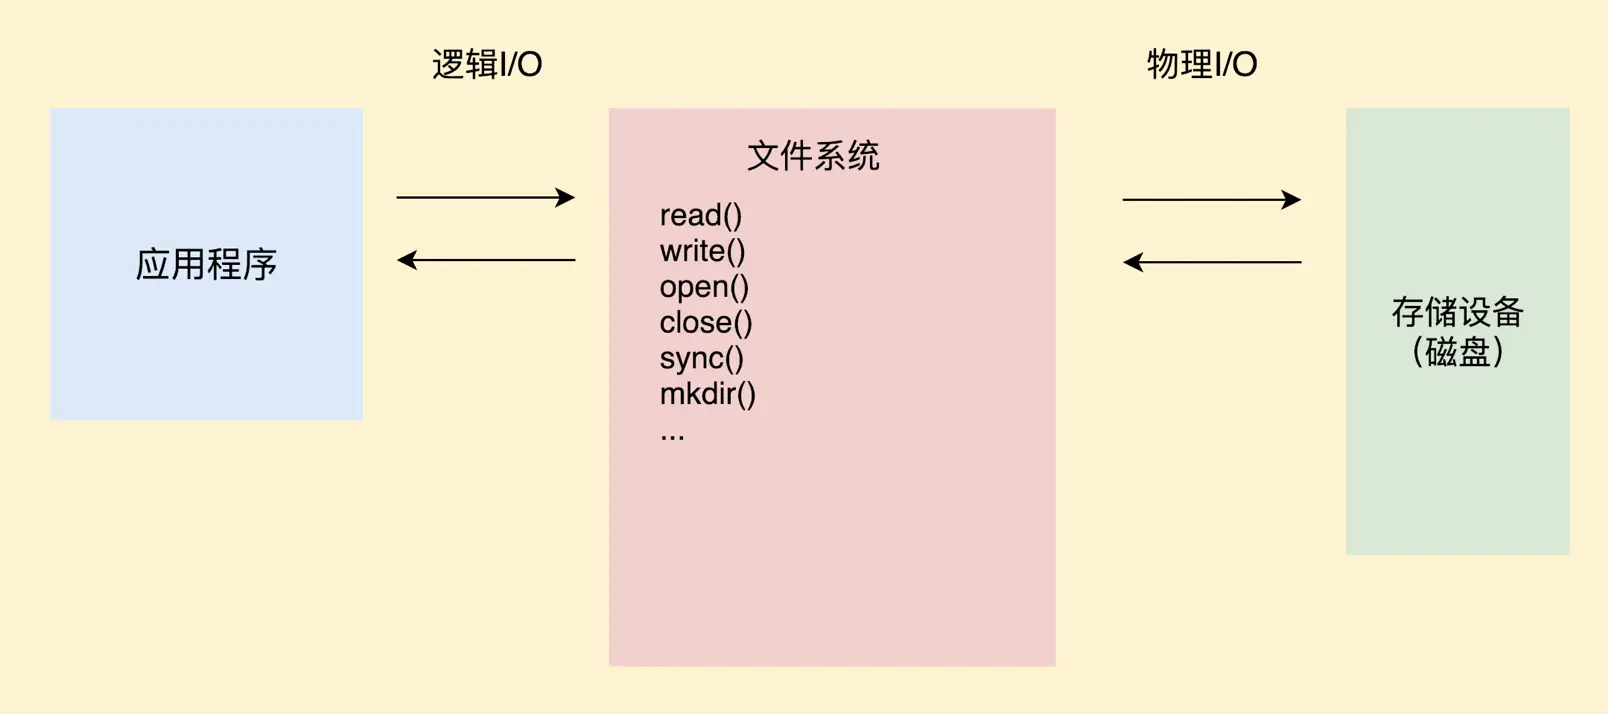 逻辑I/O
物理I/O
应用程序
文件系统
read()
write()
open()
close()
sync()
mkdir()
...
存储设备
（磁盘）